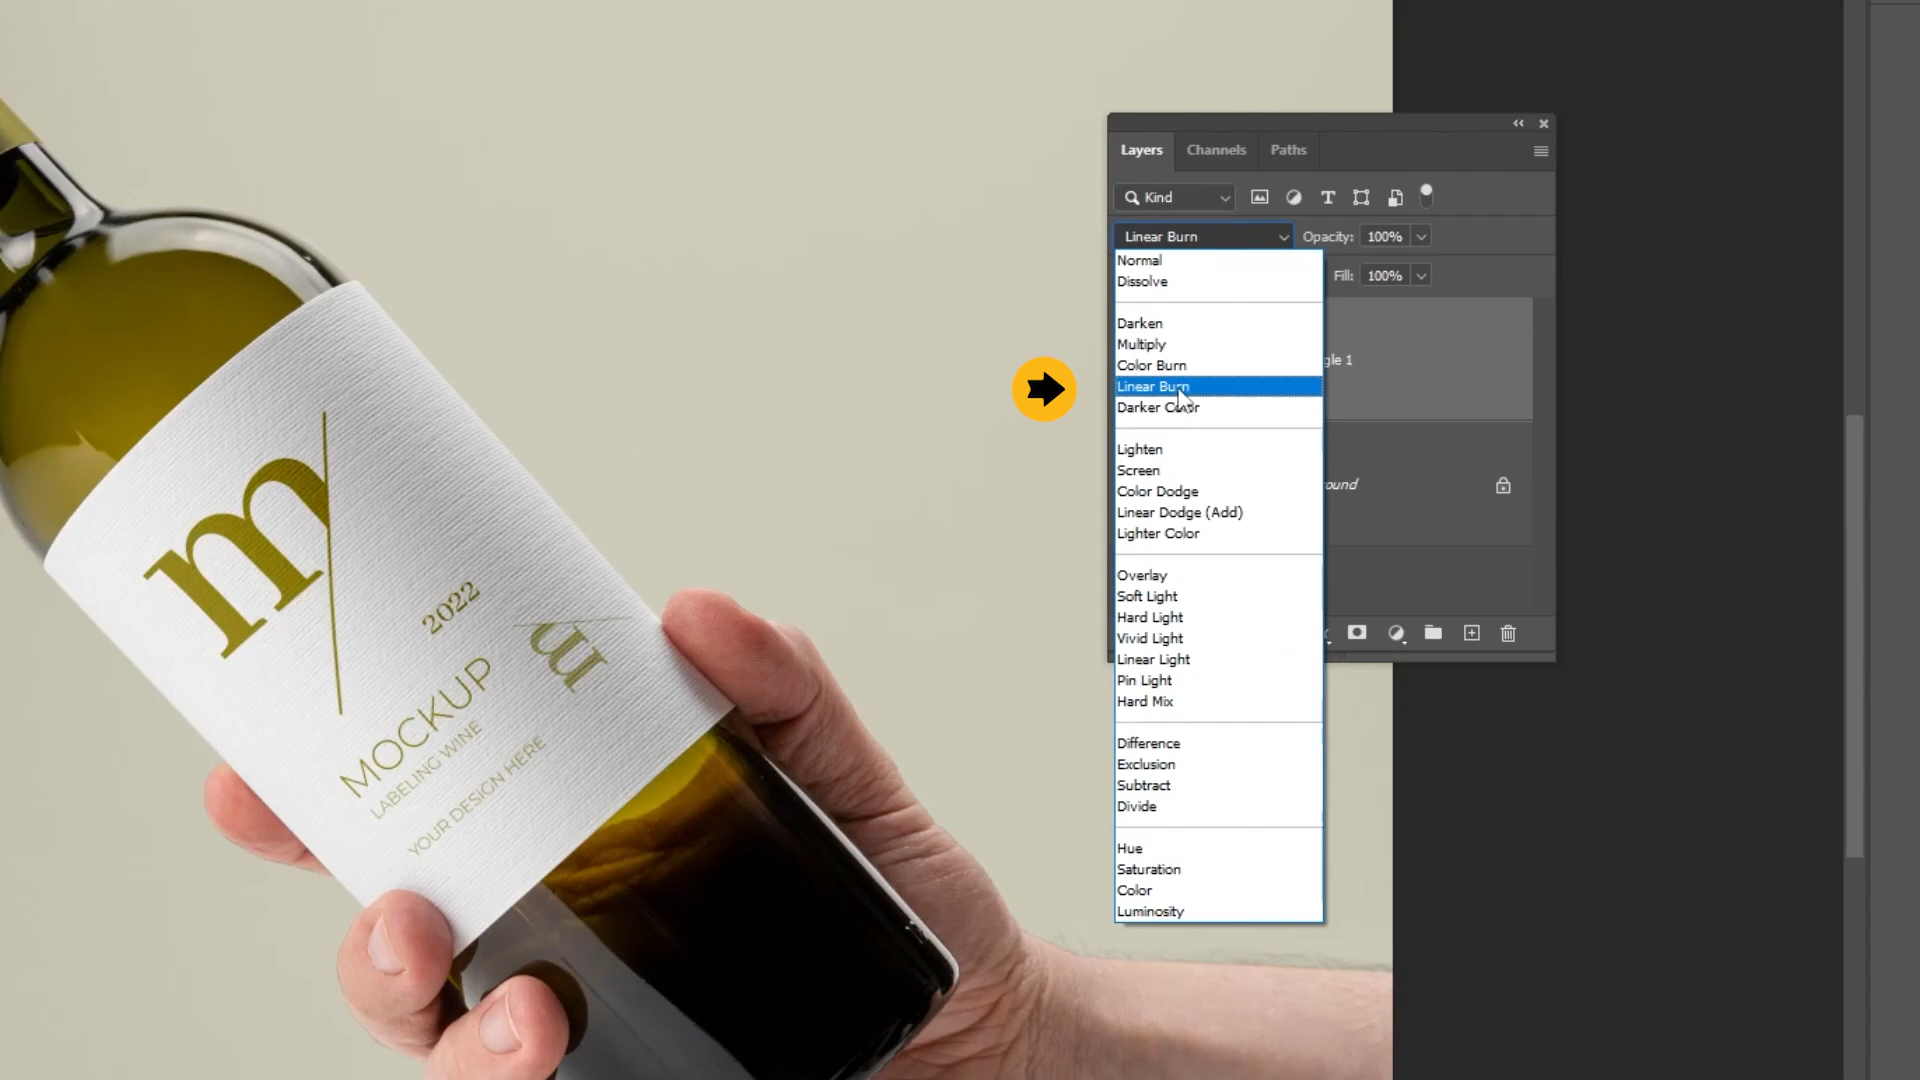 Layers Channels Paths
Kind
Linear Burn Opacity: 100%
Fill: 100%
Normal
Dissolve
Darken
Multiply
Color Burn
Linear Burn
Darker Color
Lighten
Screen
Color Dodge
Linear Dodge (Add)
Lighter Color
Overlay
Soft Light
Hard Light
Vivid Light
Linear Light
Pin Light
Hard Mix
Difference
Exclusion
Subtract
Divide
Hue
Saturation
Color
Luminosity
gle 1
ound
m
2022
m
MOCKUP
LABELING WINE
YOUR DESIGN HERE